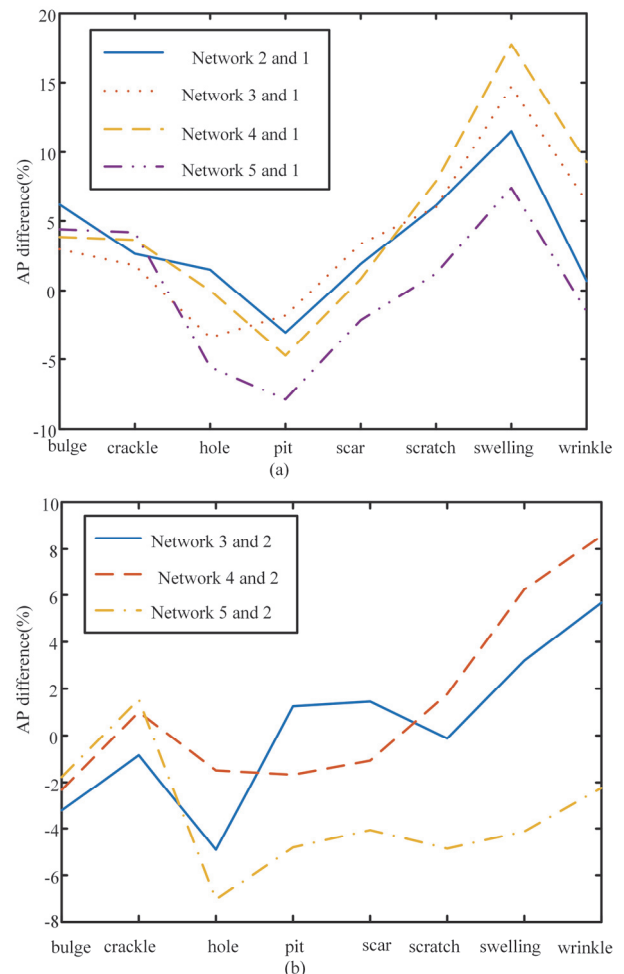 20
15
10
5
0
-5
-10
AP difference(%)
Network 2 and 1
Network 3 and 1
Network 4 and 1
Network 5 and 1
bulge crackle hole pit scar scratch swelling wrinkle
(a)
10
8
6
4
2
0
-2
-4
-6
-8
AP difference(%)
Network 3 and 2
Network 4 and 2
Network 5 and 2
bulge crackle hole pit scar scratch swelling wrinkle
(b)